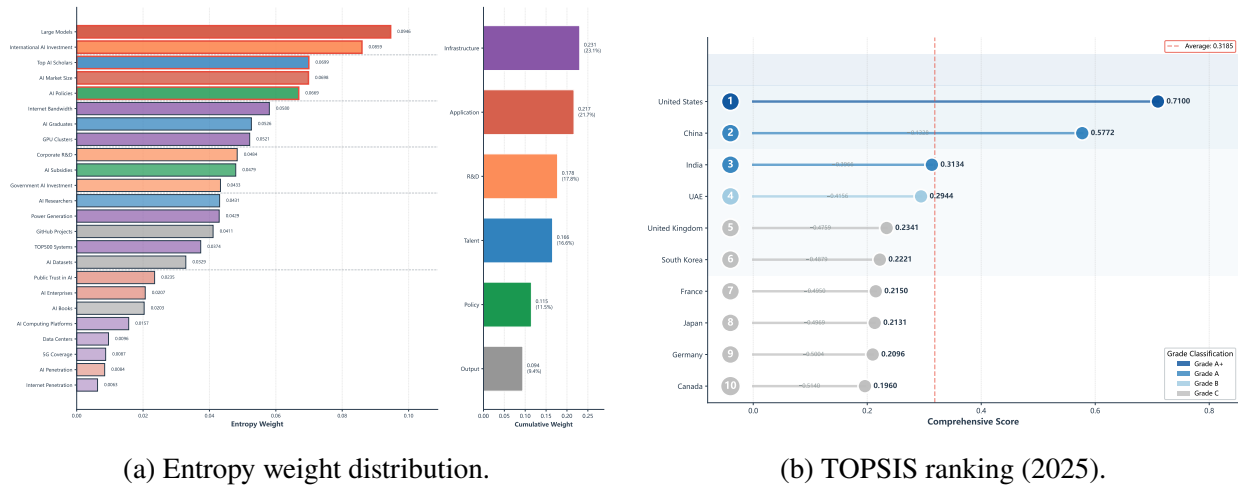 Large Models 0.0946
International AI Investment 0.0859
Top AI Scholars 0.0699
AI Market Size 0.0698
AI Policies 0.0669
Internet Bandwidth
AI Graduates 0.0526
GPU Clusters 0.0521
Corporate R&D 0.0484
AI Subsidies 0.0479
Government AI Investment 0.0433
AI Researchers 0.0431
Power Generation 0.0429
GitHub Projects 0.0411
TOP500 Systems 0.0374
AI Datasets 0.0329
Public Trust in AI 0.0235
AI Enterprises 0.0207
AI Books 0.0203
AI Computing Platforms 0.0157
Data Centers 0.0096
5G Coverage 0.0087
AI Penetration 0.0084
Internet Penetration 0.0063
0.00 0.02 0.04 0.06 0.08 0.10
Entropy Weight
Infrastructure 0.231
(23.1%)
Application 0.217
(21.7%)
R&D 0.178
(17.8%)
Talent 0.166
(16.6%)
Policy 0.115
(11.5%)
Output 0.094
(9.4%)
0.00 0.05 0.10 0.15 0.20 0.25
Cumulative Weight
(a) Entropy weight distribution.
Average: 0.3185
United States 1 0.7100
China 2 0.5772
India 3 0.3134
UAE 4 0.2944
United Kingdom 5 −0.4759 0.2341
South Korea 6 0.2221
France 7 −0.4950 0.2150
Japan 8 0.2131
Germany 9 0.2096
Canada 10 −0.5140 0.1960
Grade Classification
Grade A+
Grade A
Grade B
Grade C
0.0 0.2 0.4 0.6 0.8
Comprehensive Score
(b) TOPSIS ranking (2025).